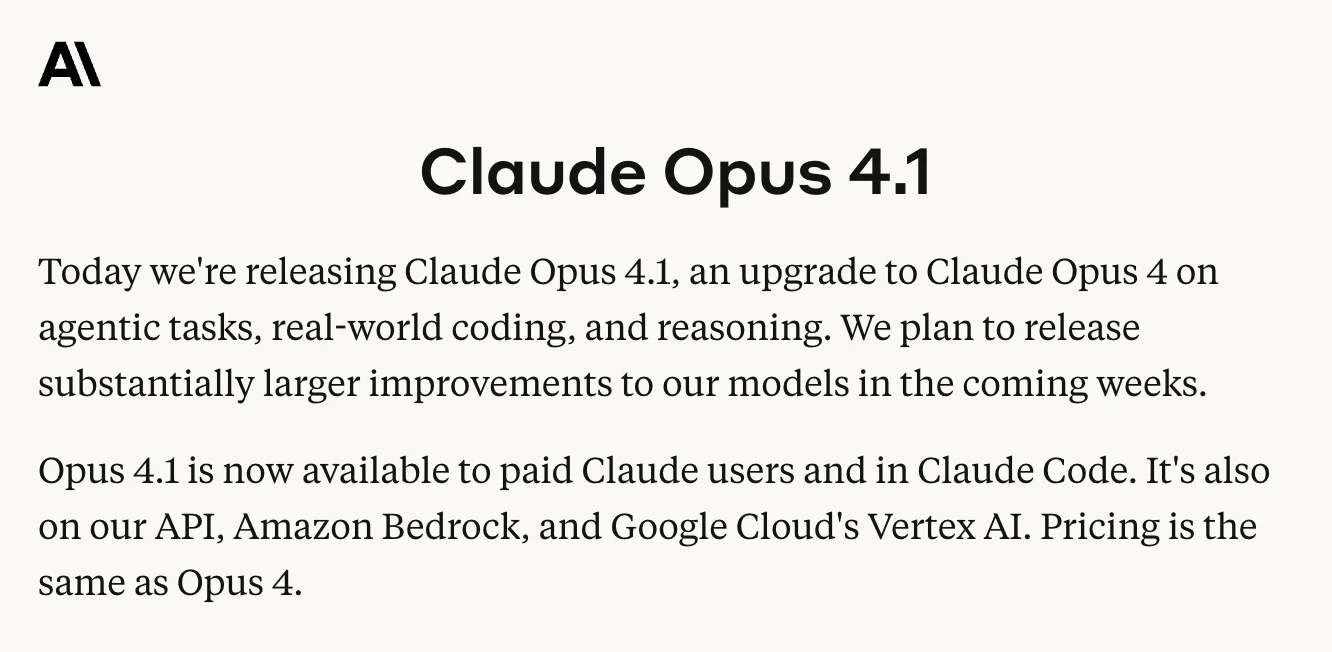 Claude Opus 4.1
Today we're releasing Claude Opus 4.1, an upgrade to Claude Opus 4 on
agentic tasks, real-world coding, and reasoning. We plan to release
substantially larger improvements to our models in the coming weeks.
Opus 4.1 is now available to paid Claude users and in Claude Code. It's also
on our API, Amazon Bedrock, and Google Cloud's Vertex AI. Pricing is the
same as Opus 4.